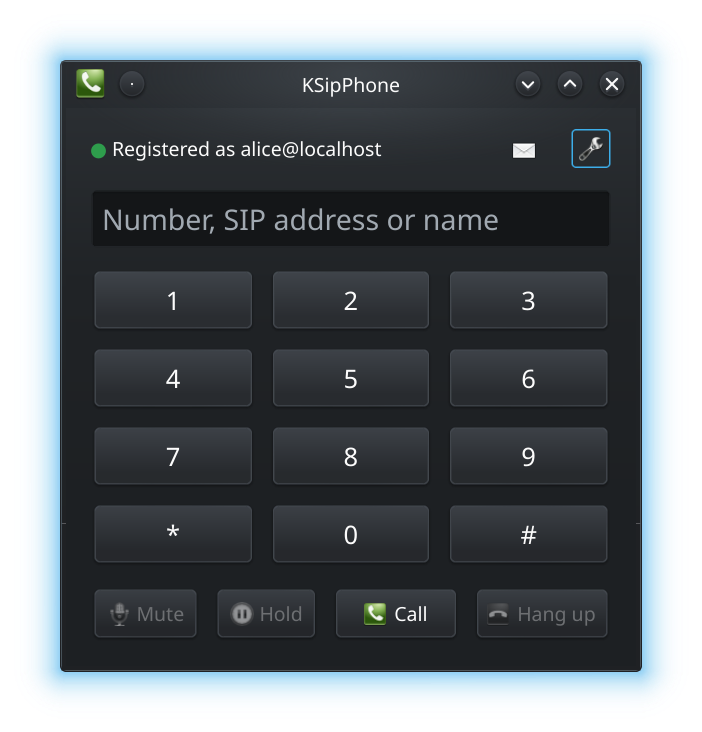 KSipPhone
Registered as alice@localhost
Number, SIP address or name
1 2 3
4 5 6
7 8 9
* 0 #
Mute Hold Call Hang up